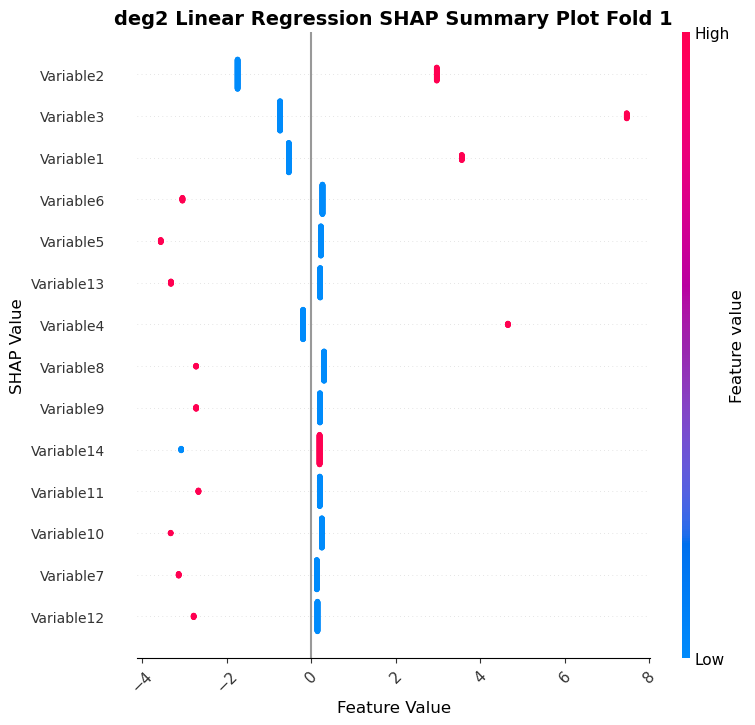 deg2 Linear Regression SHAP Summary Plot Fold 1
High
Variable2
Variable3
Variable1
Variable6
Variable5
Variable13
Variable4
Variable8
Variable9
Variable14
Variable11
Variable10
Variable7
Variable12
Low
SHAP Value
Feature value
−4
−2
0
2
4
6
8
Feature Value